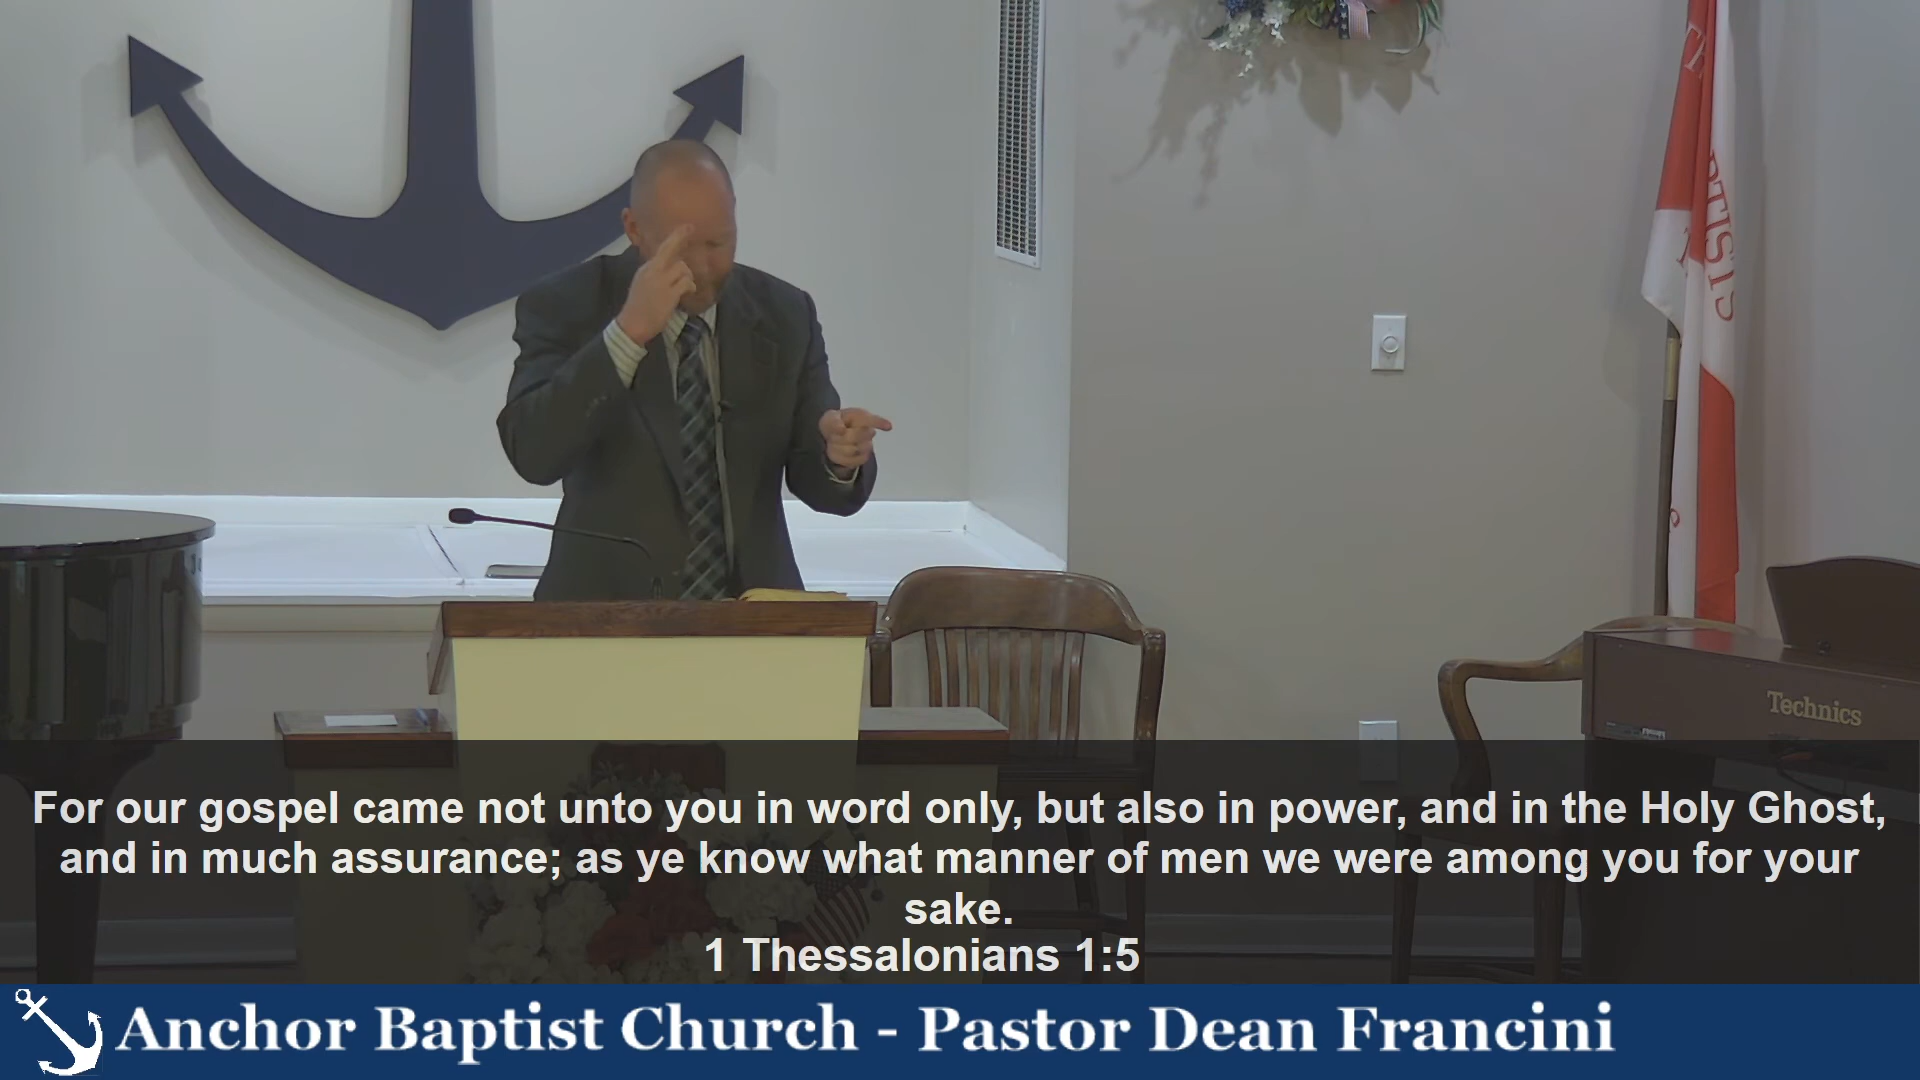 For our gospel came not unto you in word only, but also in power, and in the Holy Ghost,
and in much assurance; as ye know what manner of men we were among you for your
sake.
1 Thessalonians 1:5
Anchor Baptist Church - Pastor Dean Francini
Technics